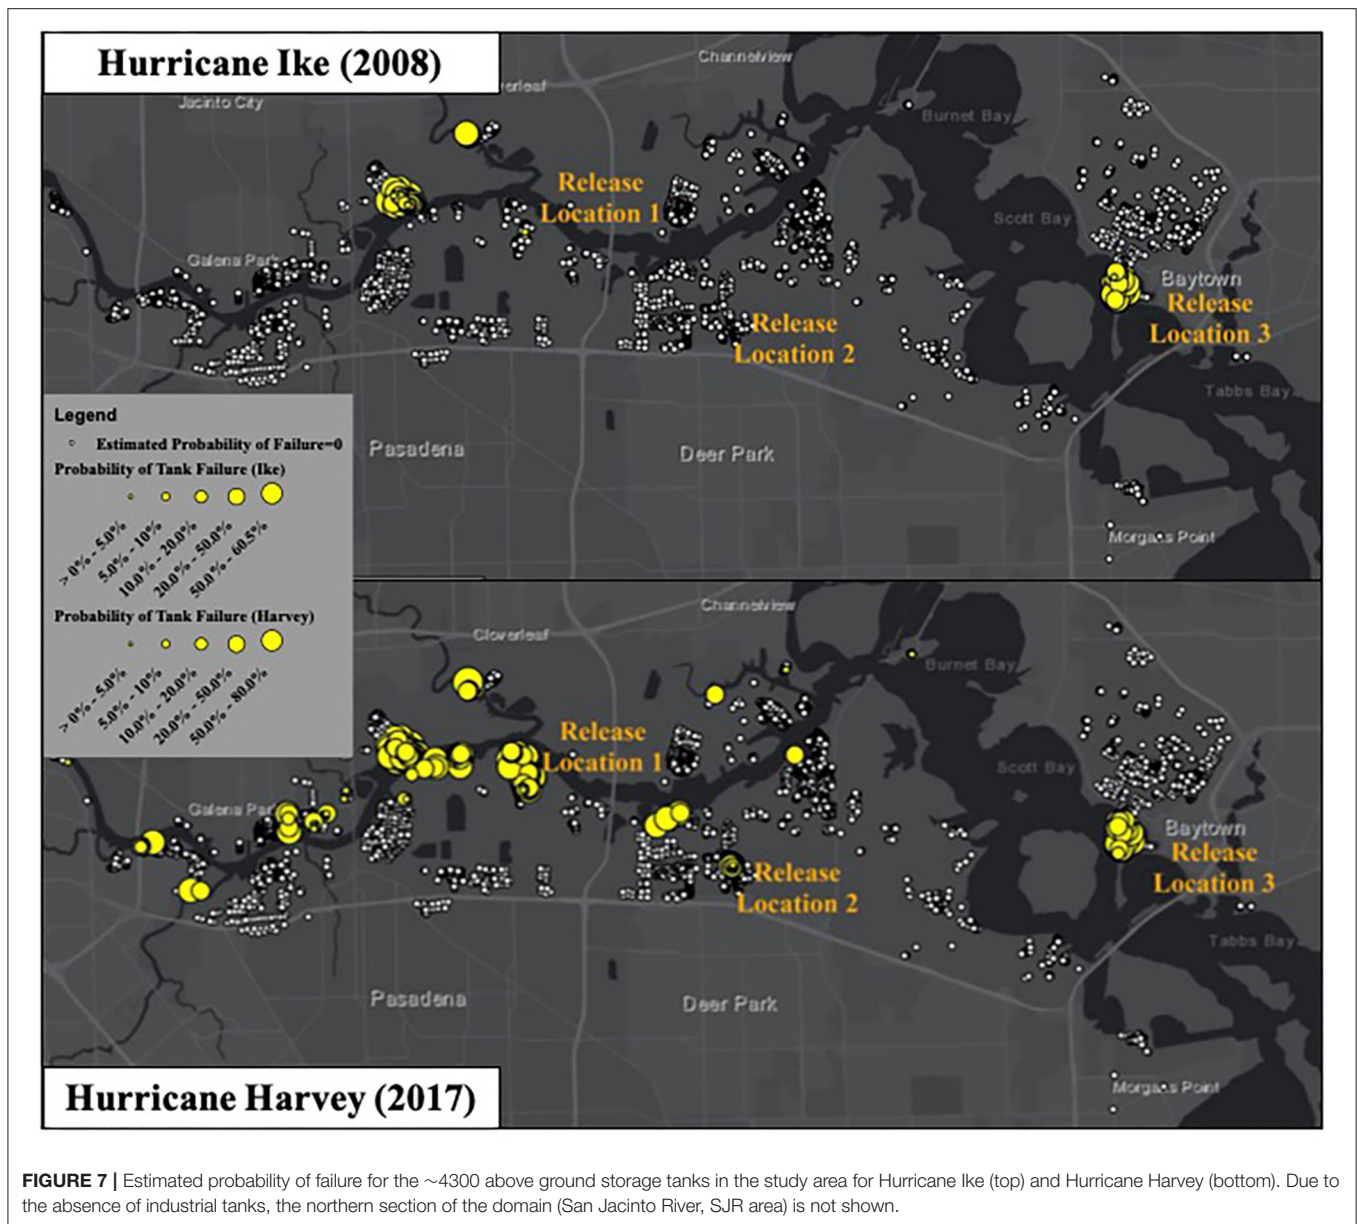 Hurricane Ike (2008)
Channelview
verleaf
Jacinto City
Burnet Bay
Release
Location 1
Scott Bay
Galena Park
Baytown
Release
Location 3
Release
Location 2
Tabbs Bay
Legend
Estimated Probability of Failure=0
Probability of Tank Failure (Ike)
> 0% - 5.0%
5.0% - 10%
10.0% - 20.0%
20.0% - 50.0%
50.0% - 60.5%
Pasadena
Deer Park
Morgans Point
Probability of Tank Failure (Harvey)
> 0% - 5.0%
5.0% - 10%
10.0% - 20.0%
20.0% - 50.0%
50.0% - 80.0%
Channelview
Cloverleaf
Burnet Bay
Release
Location 1
Scott Bay
Galena Park
Baytown
Release
Location 3
Release
Location 2
Tabbs Bay
Pasadena
Deer Park
Morgans Point
Hurricane Harvey (2017)
FIGURE 7 | Estimated probability of failure for the ∼4300 above ground storage tanks in the study area for Hurricane Ike (top) and Hurricane Harvey (bottom). Due to
the absence of industrial tanks, the northern section of the domain (San Jacinto River, SJR area) is not shown.